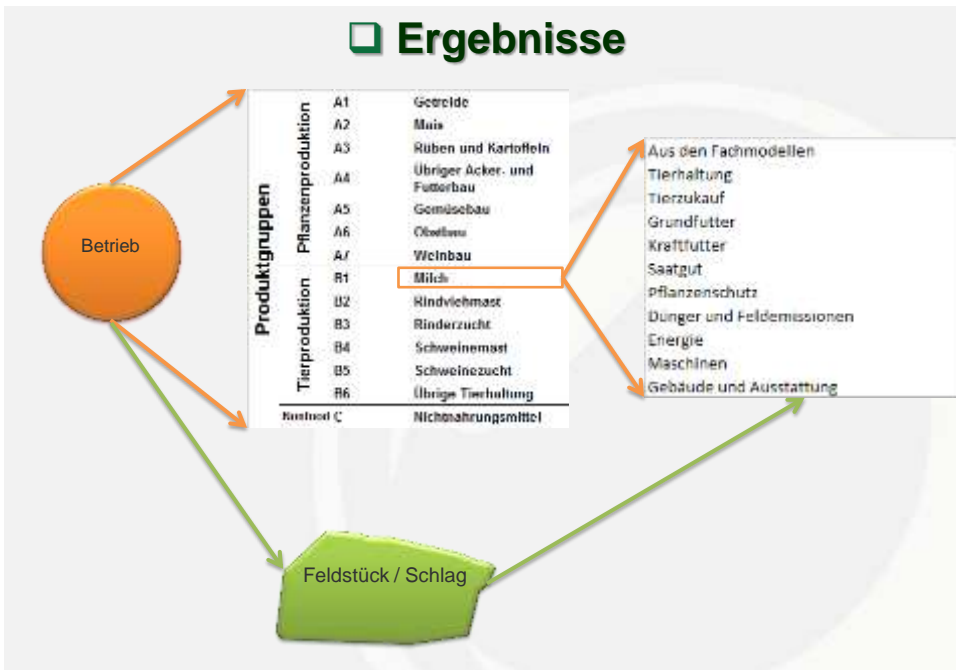 Ergebnisse
Betrieb
Produktgruppen
Pflanzenproduktion
A1 Getreide
A2 Mais
A3 Rüben und Kartoffeln
A4 Übriger Acker- und
Futterbau
A5 Gemüsebau
A6 Obstbau
A7 Weinbau
Tierproduktion
B1 Milch
B2 Rindviehmast
B3 Rinderzucht
B4 Schweinemast
B5 Schweinezucht
B6 Übrige Tierhaltung
Nonfood C Nichtnahrungsmittel
Aus den Fachmodellen
Tierhaltung
Tierzukauf
Grundfutter
Kraftfutter
Saatgut
Pflanzenschutz
Dünger und Feldemissionen
Energie
Maschinen
Gebäude und Ausstattung
Feldstück / Schlag